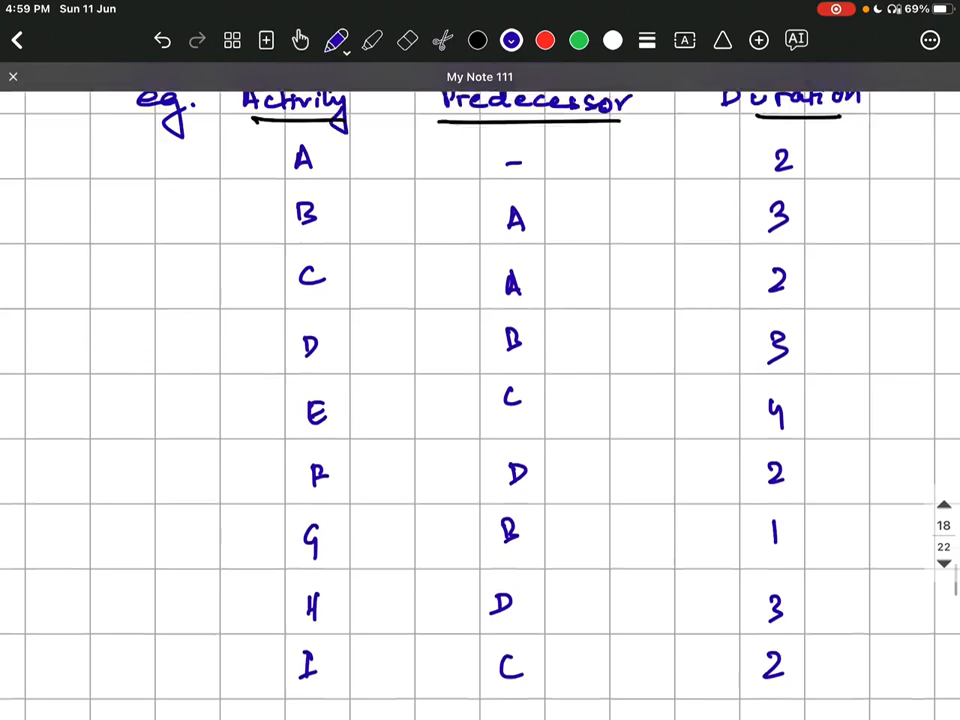 4:59 PM Sun 11 Jun 69%
AI
My Note 111
eg. Activity Predecessor Duration
A - 2
B A 3
C A 2
D B 3
E C 4
F D 2
G B 1
H D 3
I C 2
18
22